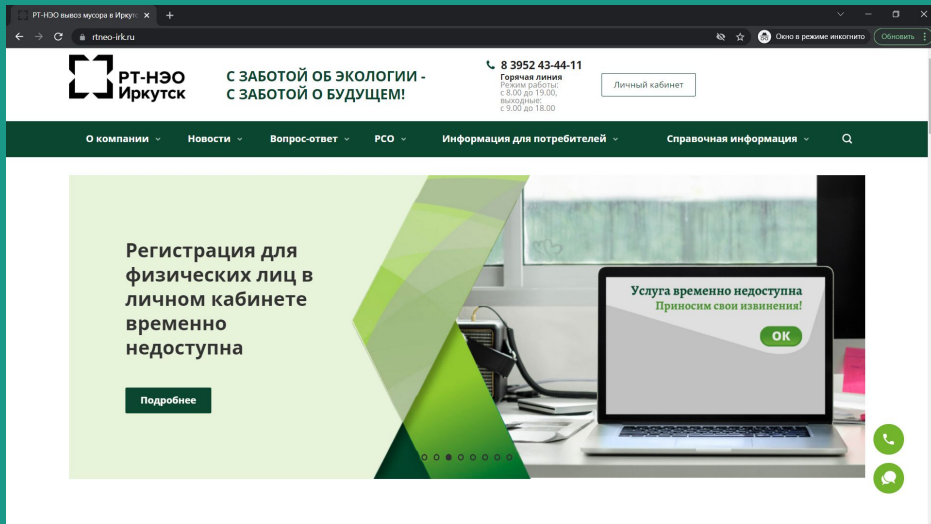 РТ-НЭО вывоз мусора в Иркутс
rtneo-irk.ru
Окно в режиме инкогнито
Обновить
РТ-НЭО
Иркутск
С ЗАБОТОЙ ОБ ЭКОЛОГИИ -
С ЗАБОТОЙ О БУДУЩЕМ!
8 3952 43-44-11
Горячая линия
Режим работы:
с 8.00 до 19.00,
выходные:
с 9.00 до 18.00
Личный кабинет
О компании
Новости
Вопрос-ответ
РСО
Информация для потребителей
Справочная информация
Регистрация для
физических лиц в
личном кабинете
временно
недоступна
Подробнее
Услуга временно недоступна
Приносим свои извинения!
ОК